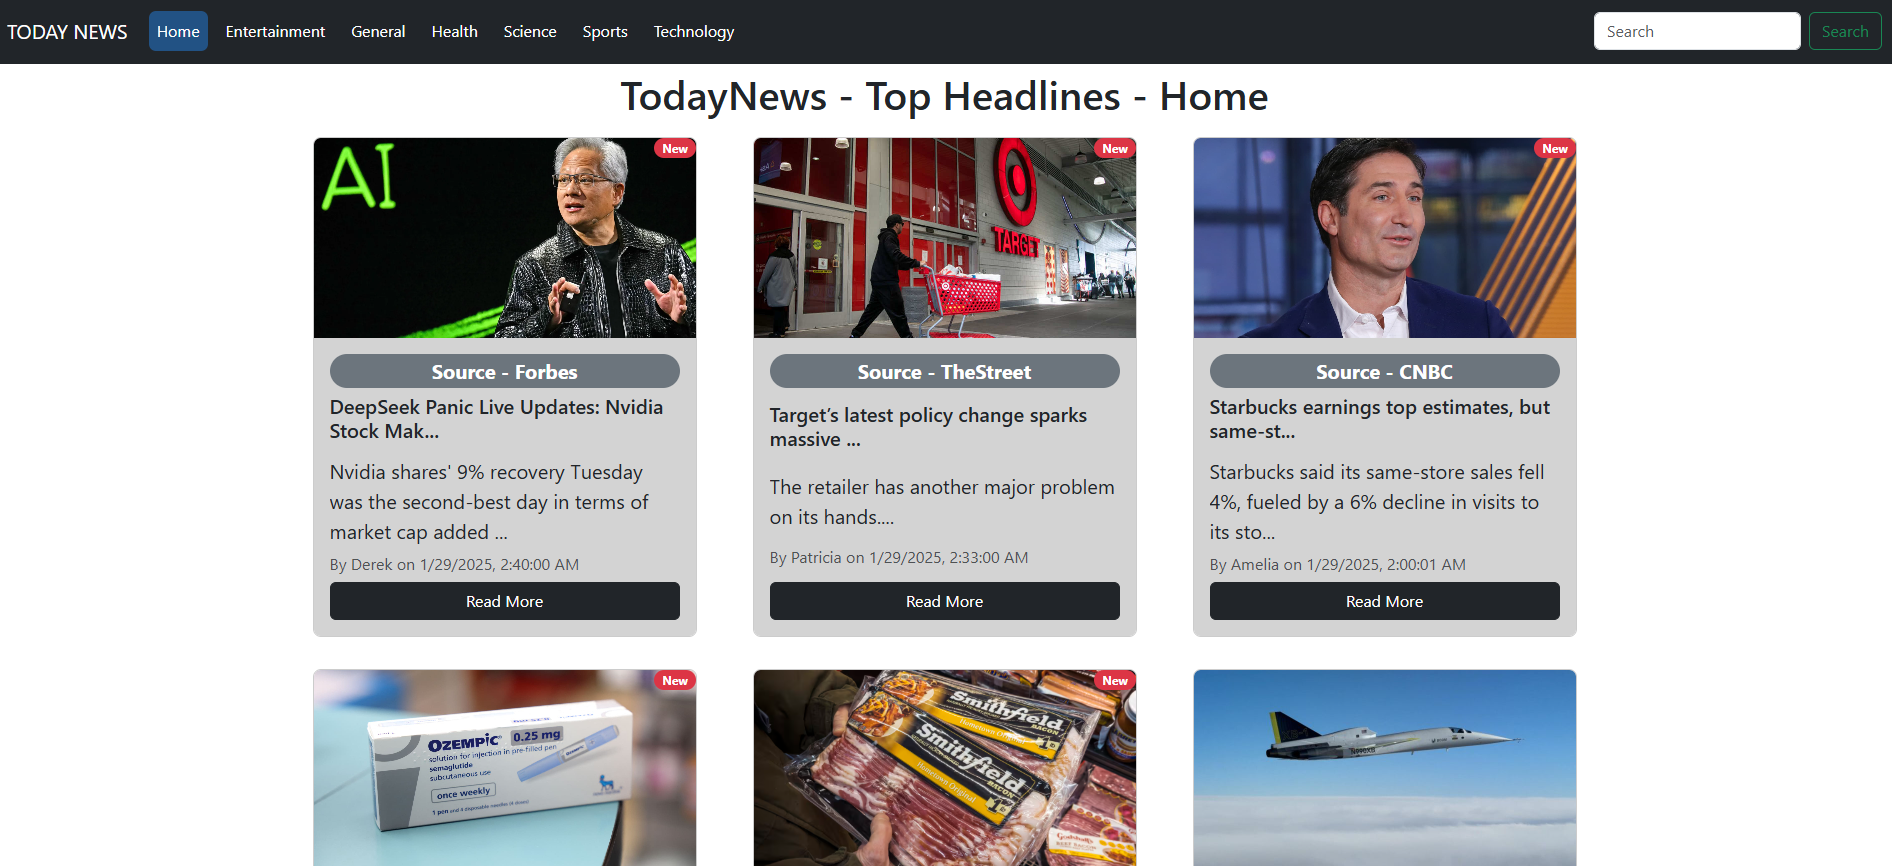 TODAY NEWS Home Entertainment General Health Science Sports Technology Search Search
TodayNews - Top Headlines - Home
AI
New
TARGET
New
New
Source - Forbes
DeepSeek Panic Live Updates: Nvidia
Stock Mak...
Nvidia shares' 9% recovery Tuesday
was the second-best day in terms of
market cap added ...
By Derek on 1/29/2025, 2:40:00 AM
Read More
Source - TheStreet
Target’s latest policy change sparks
massive ...
The retailer has another major problem
on its hands....
By Patricia on 1/29/2025, 2:33:00 AM
Read More
Source - CNBC
Starbucks earnings top estimates, but
same-st...
Starbucks said its same-store sales fell
4%, fueled by a 6% decline in visits to
its sto...
By Amelia on 1/29/2025, 2:00:01 AM
Read More
New
OZEMPIC 0.25 mg
solution for injection in pre-filled pen
semaglutide
subcutaneous use
once weekly
New
Smithfield
BACON
Hometown Original
Smithfield
BACON
Hometown Original